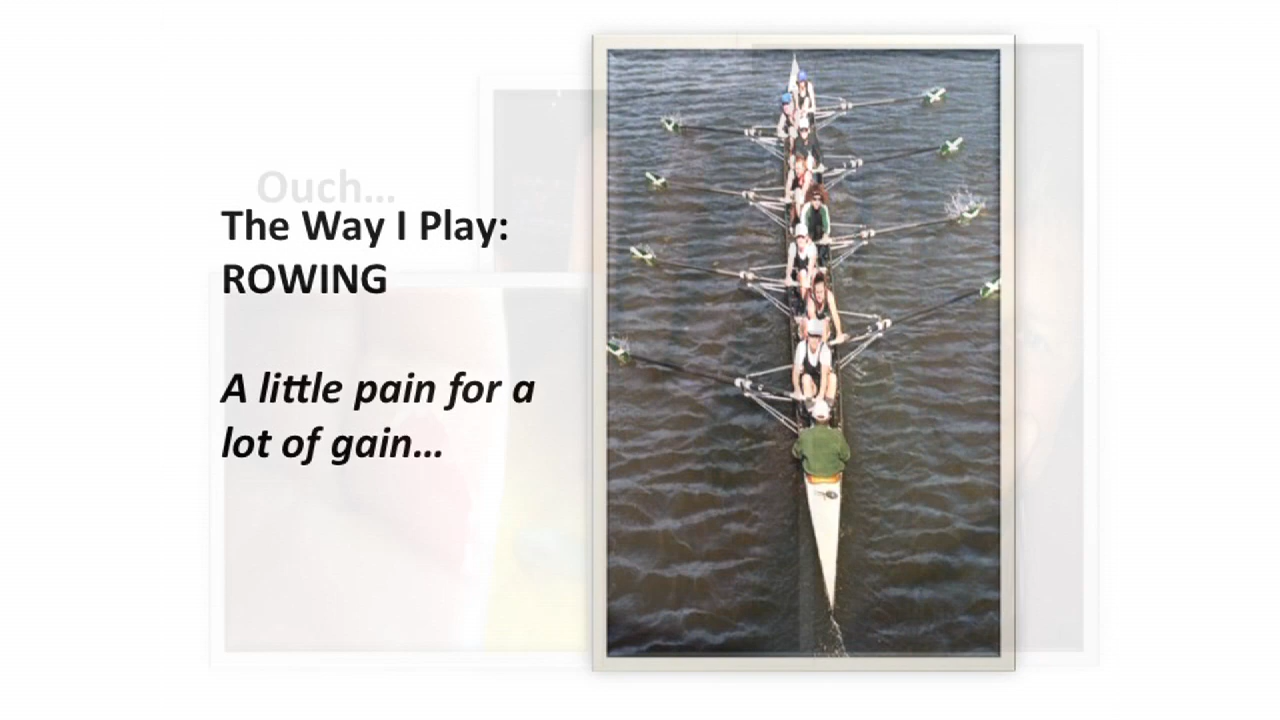 Ouch…
The Way I Play:
ROWING
A little pain for a
lot of gain…